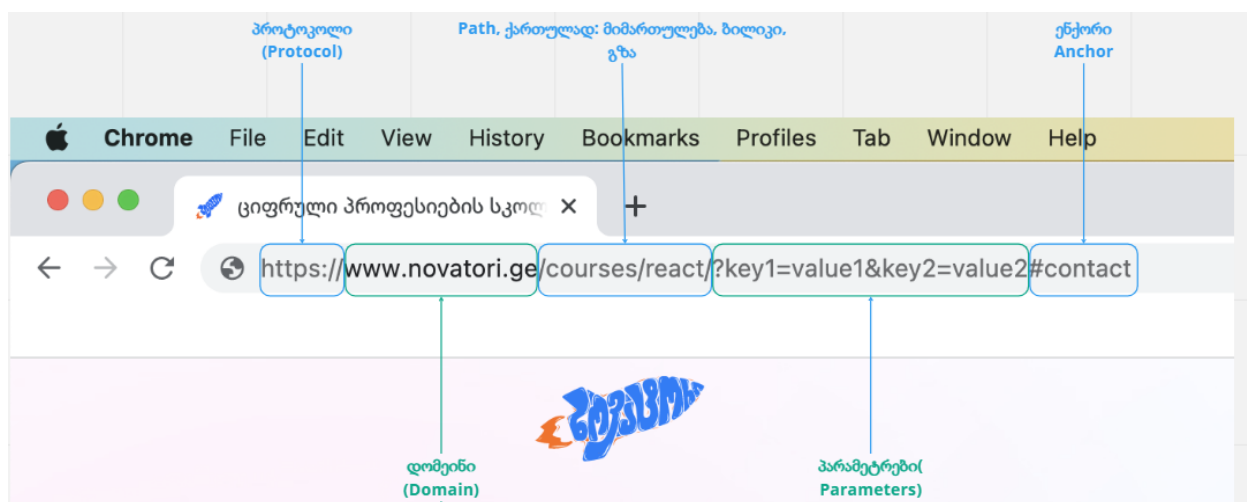 პროტოკოლი
(Protocol)
Path, ქართულად: მიმართულება, ბილიკი,
გზა
ენქორი
Anchor
Chrome File Edit View History Bookmarks Profiles Tab Window Help
ციფრული პროფესიების სკოლ
https://www.novatori.ge/courses/react/?key1=value1&key2=value2#contact
ნოვატორი
დომეინი
(Domain)
პარამეტრები(
Parameters)